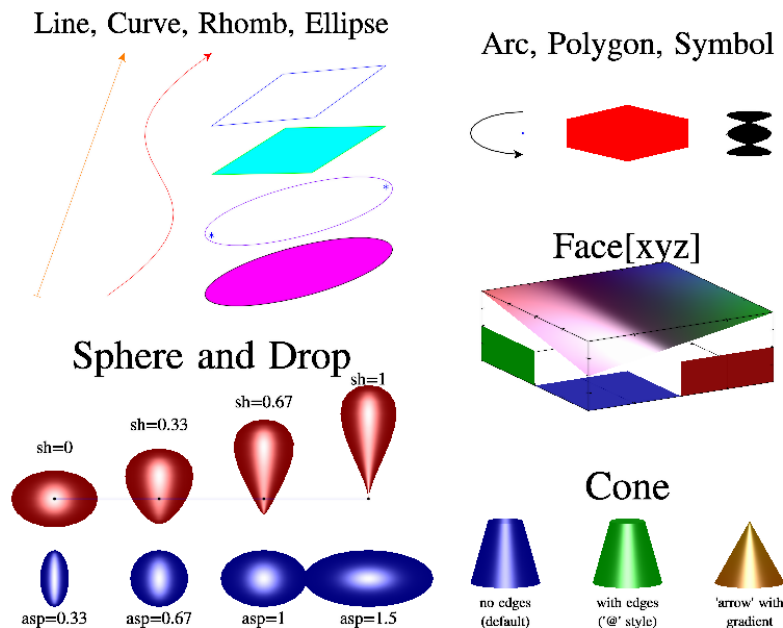 Line, Curve, Rhomb, Ellipse
Arc, Polygon, Symbol
Face[xyz]
Sphere and Drop
sh=0
sh=0.33
sh=0.67
sh=1
asp=0.33
asp=0.67
asp=1
asp=1.5
Cone
no edges
(default)
with edges
('@' style)
'arrow' with
gradient